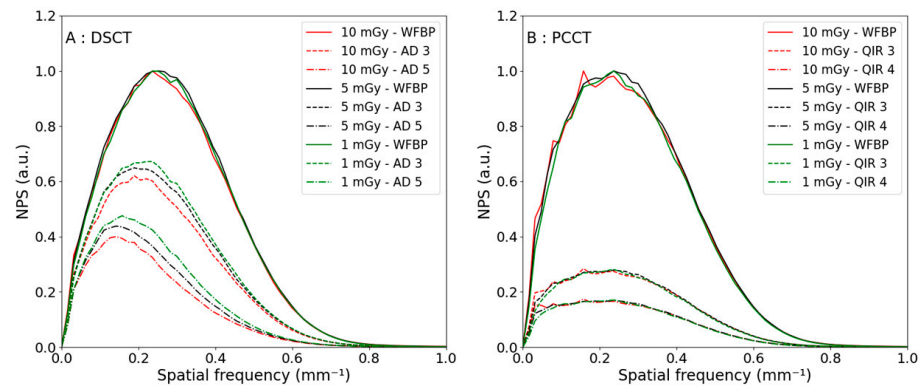 A : DSCT
10 mGy - WFBP
10 mGy - AD 3
10 mGy - AD 5
5 mGy - WFBP
5 mGy - AD 3
5 mGy - AD 5
1 mGy - WFBP
1 mGy - AD 3
1 mGy - AD 5
NPS (a.u.)
1.2
1.0
0.8
0.6
0.4
0.2
0.0
0.0 0.2 0.4 0.6 0.8 1.0
Spatial frequency (mm⁻¹)
B : PCCT
10 mGy - WFBP
10 mGy - QIR 3
10 mGy - QIR 4
5 mGy - WFBP
5 mGy - QIR 3
5 mGy - QIR 4
1 mGy - WFBP
1 mGy - QIR 3
1 mGy - QIR 4
NPS (a.u.)
1.2
1.0
0.8
0.6
0.4
0.2
0.0
0.0 0.2 0.4 0.6 0.8 1.0
Spatial frequency (mm⁻¹)